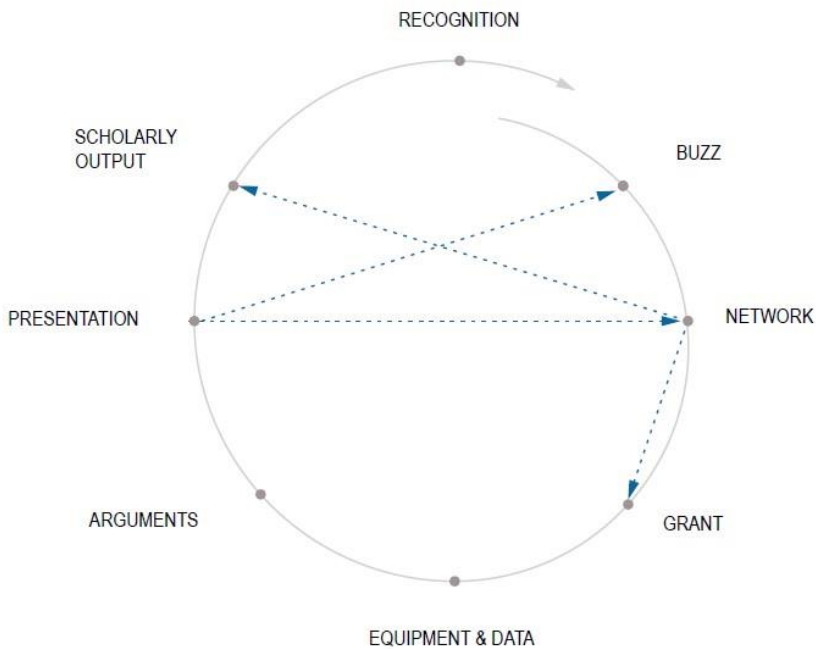 RECOGNITION
SCHOLARLY
OUTPUT
BUZZ
PRESENTATION
NETWORK
ARGUMENTS
GRANT
EQUIPMENT & DATA